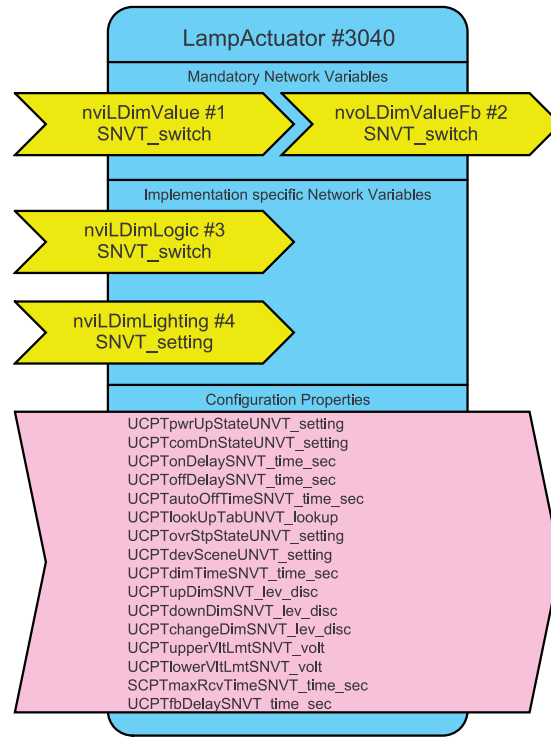 LampActuator #3040
Mandatory Network Variables
nviLDimValue #1
SNVT_switch
nvoLDimValueFb #2
SNVT_switch
Implementation specific Network Variables
nviLDimLogic #3
SNVT_switch
nviLDimLighting #4
SNVT_setting
Configuration Properties
UCPTpwrUpStateUNVT_setting
UCPTcomDnStateUNVT_setting
UCPTonDelaySNVT_time_sec
UCPToffDelaySNVT_time_sec
UCPTautoOffTimeSNVT_time_sec
UCPTlookUpTabUNVT_lookup
UCPTovrStpStateUNVT_setting
UCPTdevSceneUNVT_setting
UCPTdimTimeSNVT_time_sec
UCPTupDimSNVT_lev_disc
UCPTdownDimSNVT_lev_disc
UCPTchangeDimSNVT_lev_disc
UCPTupperVltLmtSNVT_volt
UCPTlowerVltLmtSNVT_volt
SCPTmaxRcvTimeSNVT_time_sec
UCPTfbDelaySNVT_time_sec